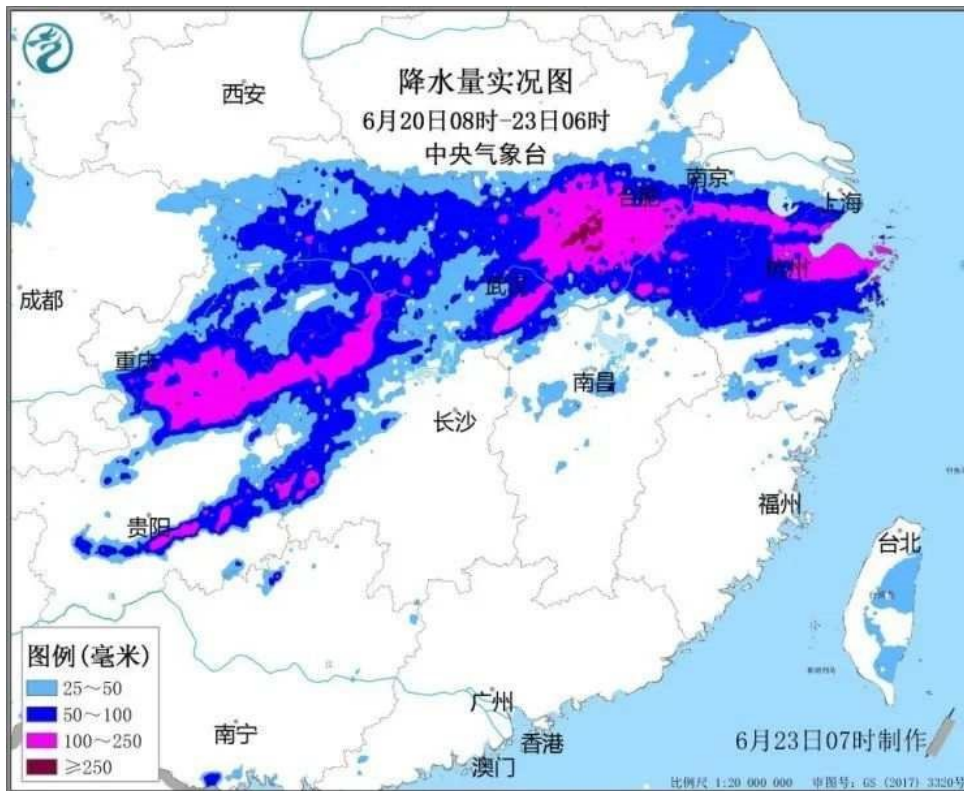 降水量实况图
6月20日08时-23日06时
中央气象台
西安
南京
合肥
上海
成都
武汉
杭州
重庆
南昌
长沙
贵阳
福州
台北
图例(毫米)
25～50
50～100
100～250
≥250
广州
南宁
香港
澳门
6月23日07时制作
比例尺 1:20 000 000 审图号: GS (2017) 3320号